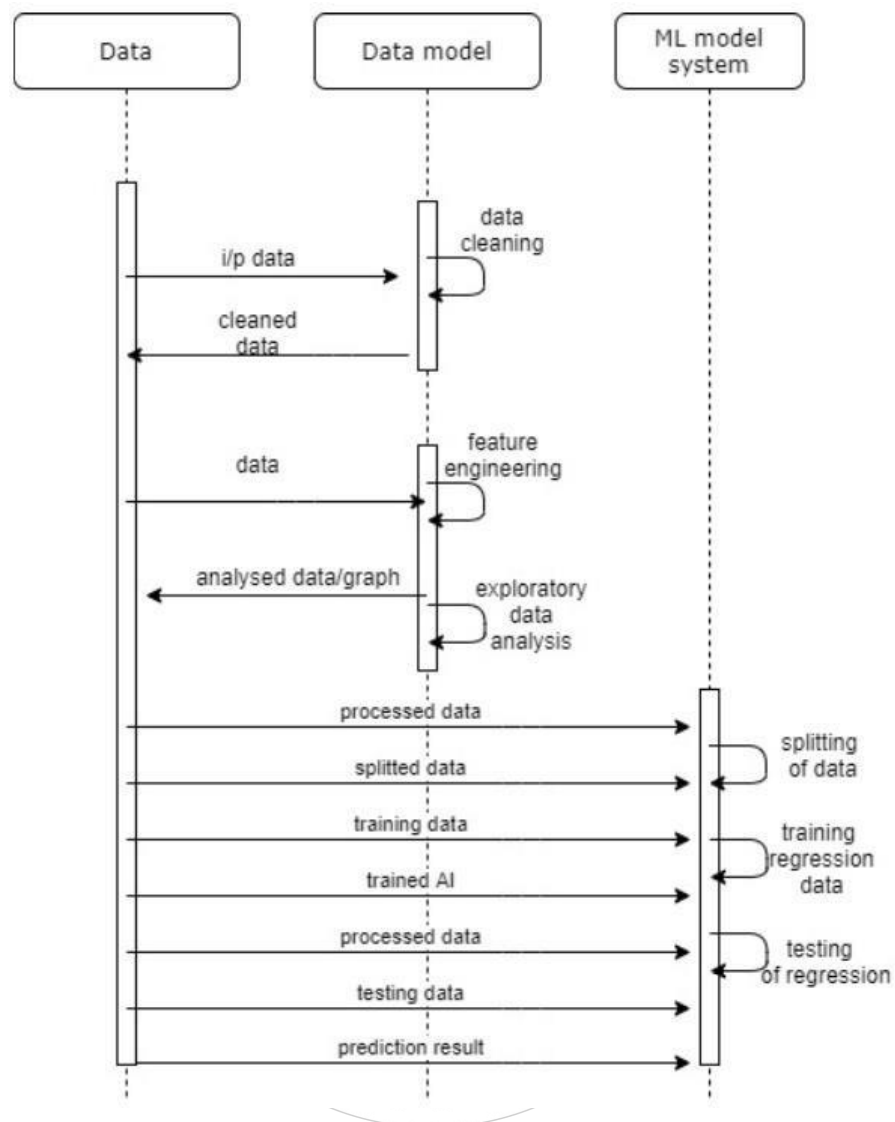 Data
Data model
ML model
system
data
cleaning
i/p data
cleaned
data
feature
engineering
data
analysed data/graph
exploratory
data
analysis
processed data
splitting
of data
splitted data
training data
training
regression
data
trained AI
processed data
testing
of regression
testing data
prediction result